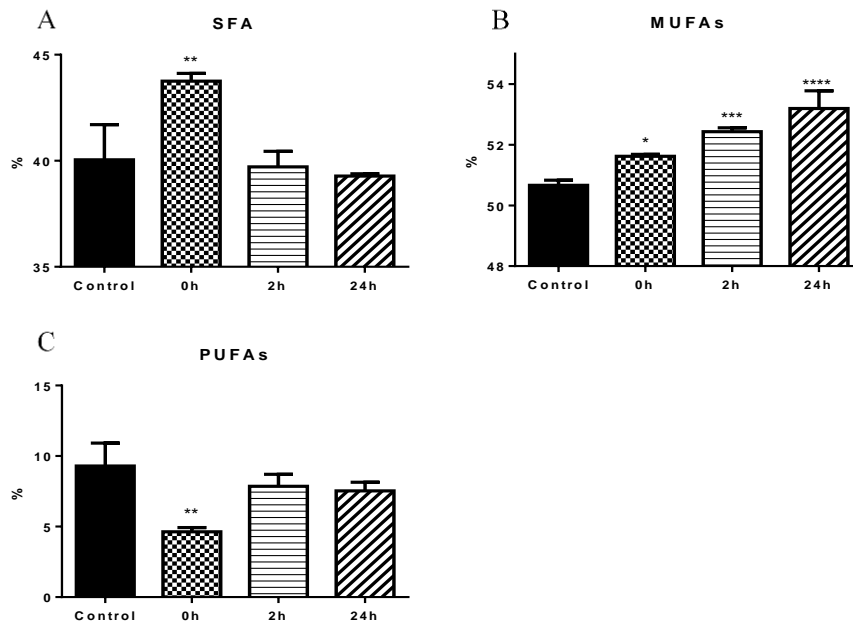 A
SFA
45
40
35
%
**
Control 0h 2h 24h
B
MUFAs
54
52
50
48
%
*
***
****
Control 0h 2h 24h
C
PUFAs
15
10
5
0
%
**
Control 0h 2h 24h